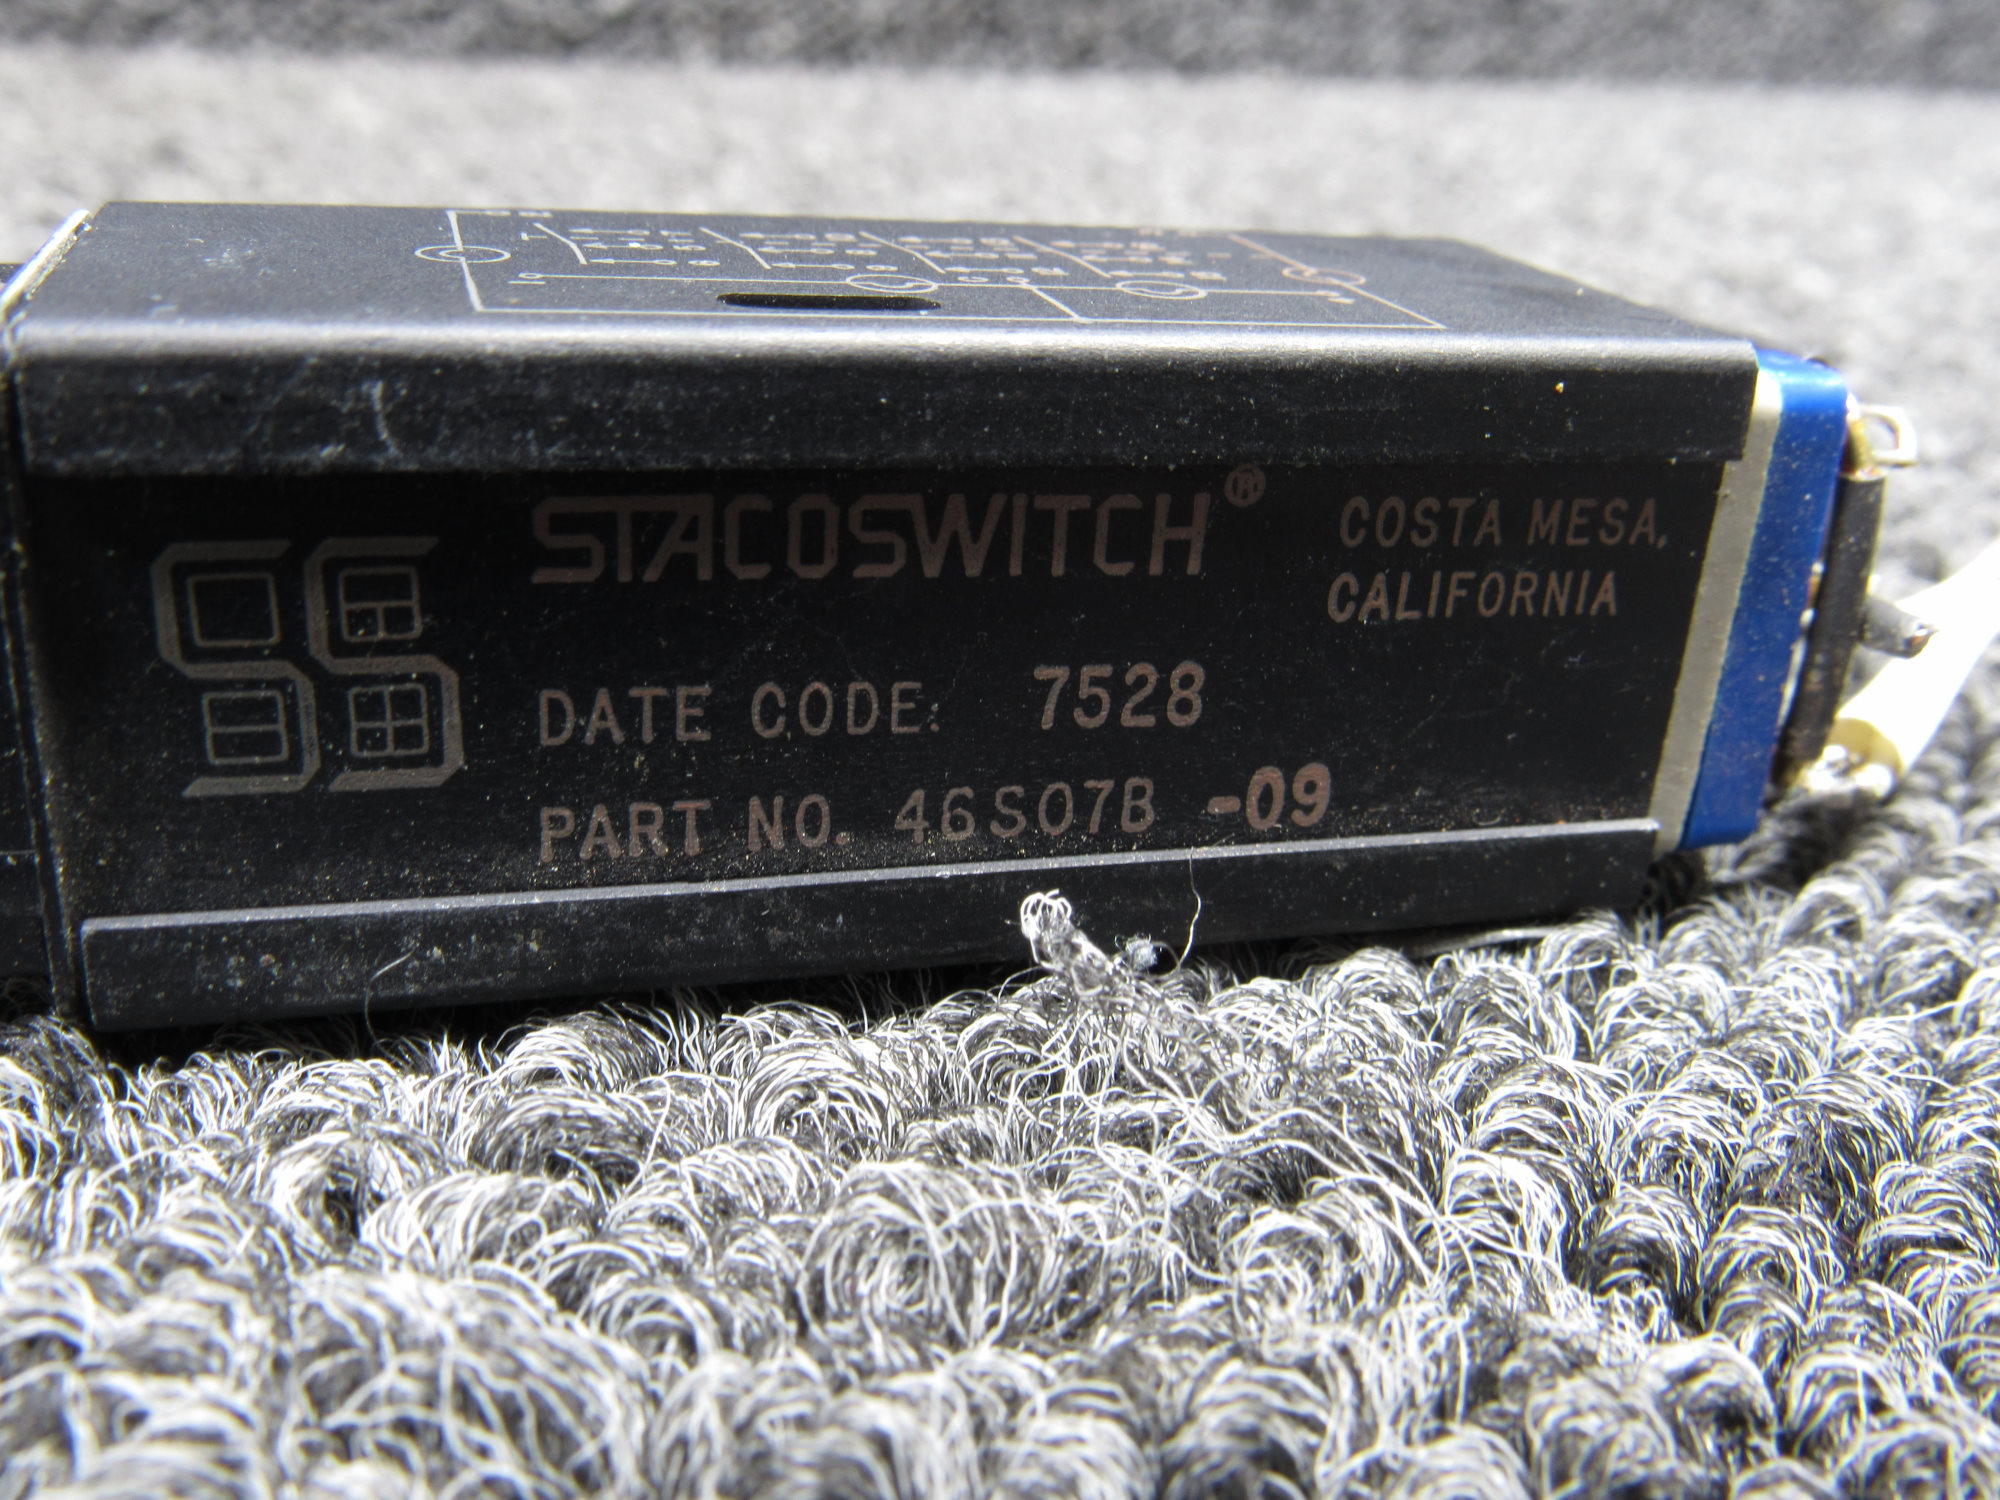 STACOSWITCH®
COSTA MESA,
CALIFORNIA
DATE CODE: 7528
PART NO. 46S07B -09